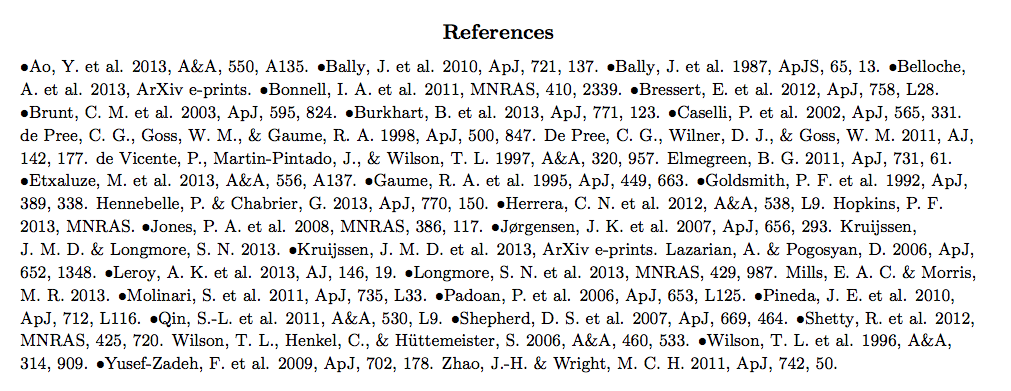 References
•Ao, Y. et al. 2013, A&A, 550, A135. •Bally, J. et al. 2010, ApJ, 721, 137. •Bally, J. et al. 1987, ApJS, 65, 13. •Belloche,
A. et al. 2013, ArXiv e-prints. •Bonnell, I. A. et al. 2011, MNRAS, 410, 2339. •Bressert, E. et al. 2012, ApJ, 758, L28.
•Brunt, C. M. et al. 2003, ApJ, 595, 824. •Burkhart, B. et al. 2013, ApJ, 771, 123. •Caselli, P. et al. 2002, ApJ, 565, 331.
de Pree, C. G., Goss, W. M., & Gaume, R. A. 1998, ApJ, 500, 847. De Pree, C. G., Wilner, D. J., & Goss, W. M. 2011, AJ,
142, 177. de Vicente, P., Martin-Pintado, J., & Wilson, T. L. 1997, A&A, 320, 957. Elmegreen, B. G. 2011, ApJ, 731, 61.
•Etxaluze, M. et al. 2013, A&A, 556, A137. •Gaume, R. A. et al. 1995, ApJ, 449, 663. •Goldsmith, P. F. et al. 1992, ApJ,
389, 338. Hennebelle, P. & Chabrier, G. 2013, ApJ, 770, 150. •Herrera, C. N. et al. 2012, A&A, 538, L9. Hopkins, P. F.
2013, MNRAS. •Jones, P. A. et al. 2008, MNRAS, 386, 117. •Jørgensen, J. K. et al. 2007, ApJ, 656, 293. Kruijssen,
J. M. D. & Longmore, S. N. 2013. •Kruijssen, J. M. D. et al. 2013, ArXiv e-prints. Lazarian, A. & Pogosyan, D. 2006, ApJ,
652, 1348. •Leroy, A. K. et al. 2013, AJ, 146, 19. •Longmore, S. N. et al. 2013, MNRAS, 429, 987. Mills, E. A. C. & Morris,
M. R. 2013. •Molinari, S. et al. 2011, ApJ, 735, L33. •Padoan, P. et al. 2006, ApJ, 653, L125. •Pineda, J. E. et al. 2010,
ApJ, 712, L116. •Qin, S.-L. et al. 2011, A&A, 530, L9. •Shepherd, D. S. et al. 2007, ApJ, 669, 464. •Shetty, R. et al. 2012,
MNRAS, 425, 720. Wilson, T. L., Henkel, C., & Hüttemeister, S. 2006, A&A, 460, 533. •Wilson, T. L. et al. 1996, A&A,
314, 909. •Yusef-Zadeh, F. et al. 2009, ApJ, 702, 178. Zhao, J.-H. & Wright, M. C. H. 2011, ApJ, 742, 50.